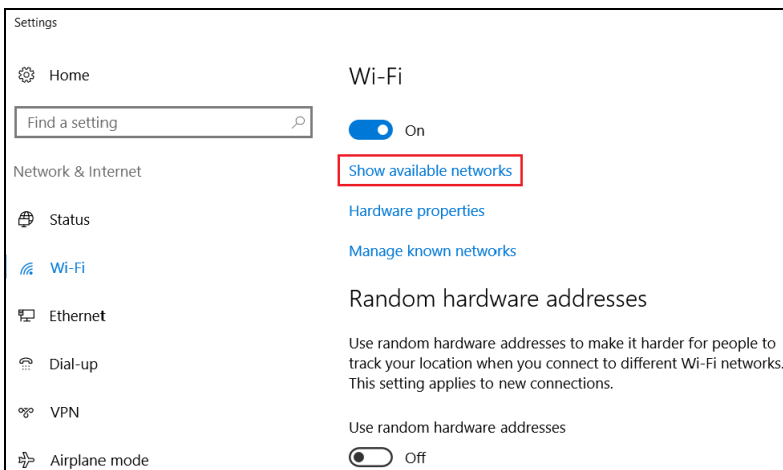 Settings
Home
Find a setting
Network & Internet
Status
Wi-Fi
Ethernet
Dial-up
VPN
Airplane mode
Wi-Fi
On
Show available networks
Hardware properties
Manage known networks
Random hardware addresses
Use random hardware addresses to make it harder for people to
track your location when you connect to different Wi-Fi networks.
This setting applies to new connections.
Use random hardware addresses
Off